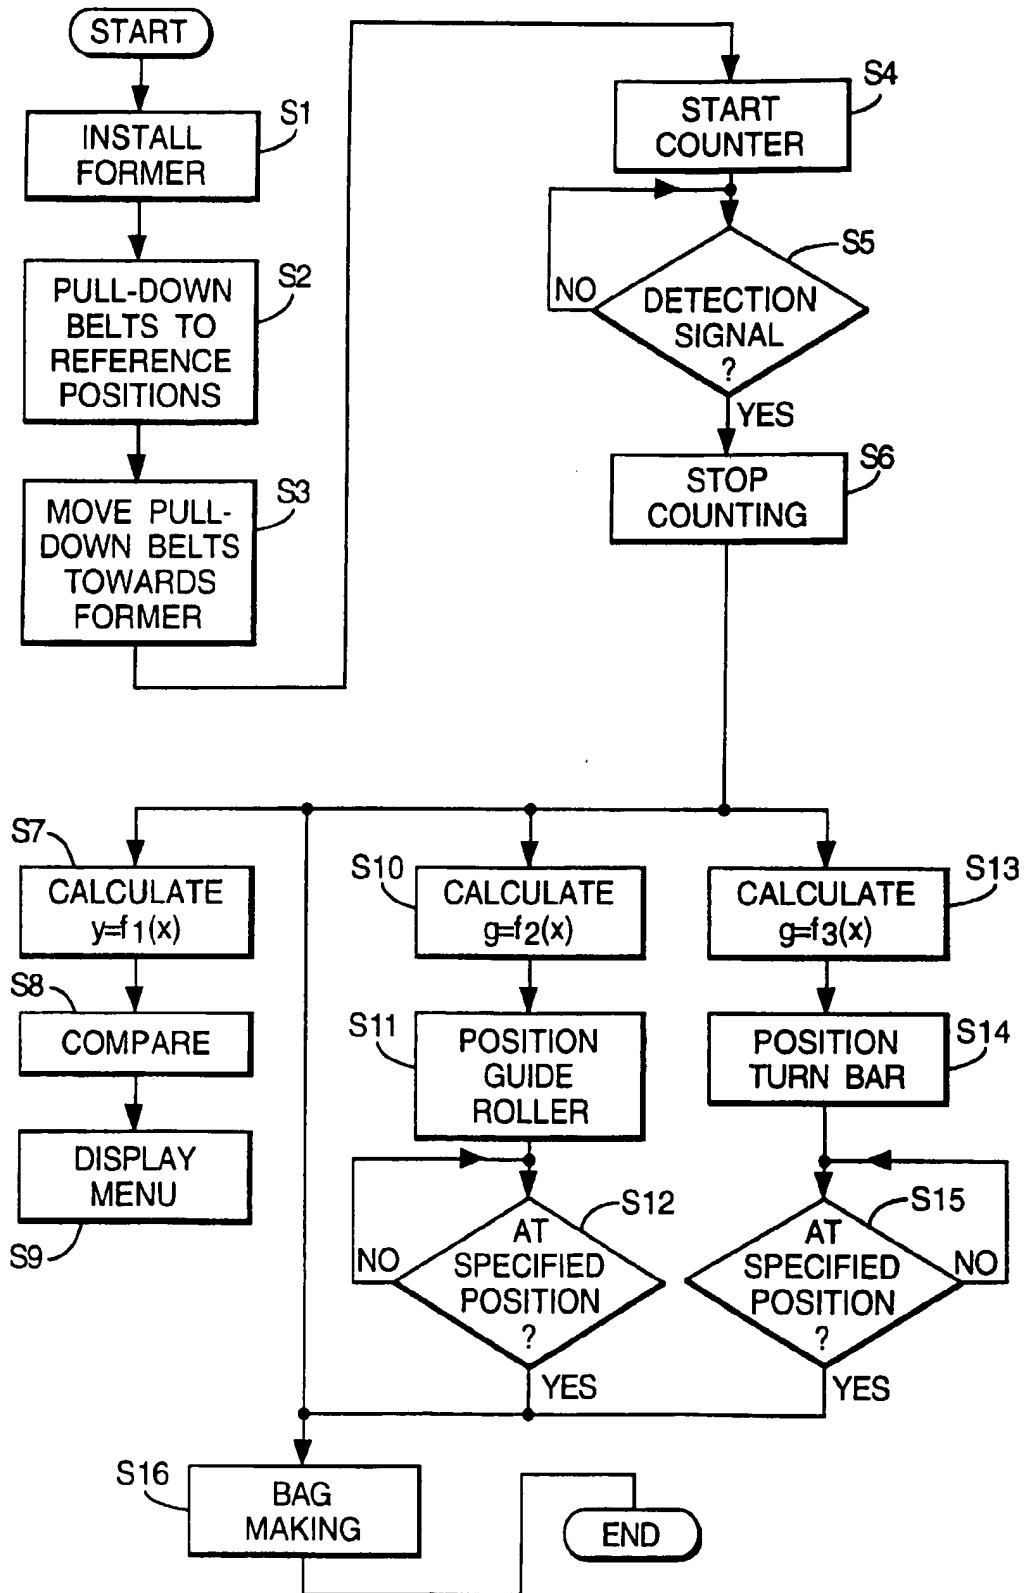 START
S1
INSTALL
FORMER
S2
PULL-DOWN
BELTS TO
REFERENCE
POSITIONS
S3
MOVE PULL-
DOWN BELTS
TOWARDS
FORMER
S4
START
COUNTER
S5
DETECTION
SIGNAL
?
NO
YES
S6
STOP
COUNTING
S7
CALCULATE
y=f1(x)
S8
COMPARE
DISPLAY
MENU
S9
S10
CALCULATE
g=f2(x)
S11
POSITION
GUIDE
ROLLER
S12
AT
SPECIFIED
POSITION
?
NO
YES
S13
CALCULATE
g=f3(x)
S14
POSITION
TURN BAR
S15
AT
SPECIFIED
POSITION
?
NO
YES
S16
BAG
MAKING
END